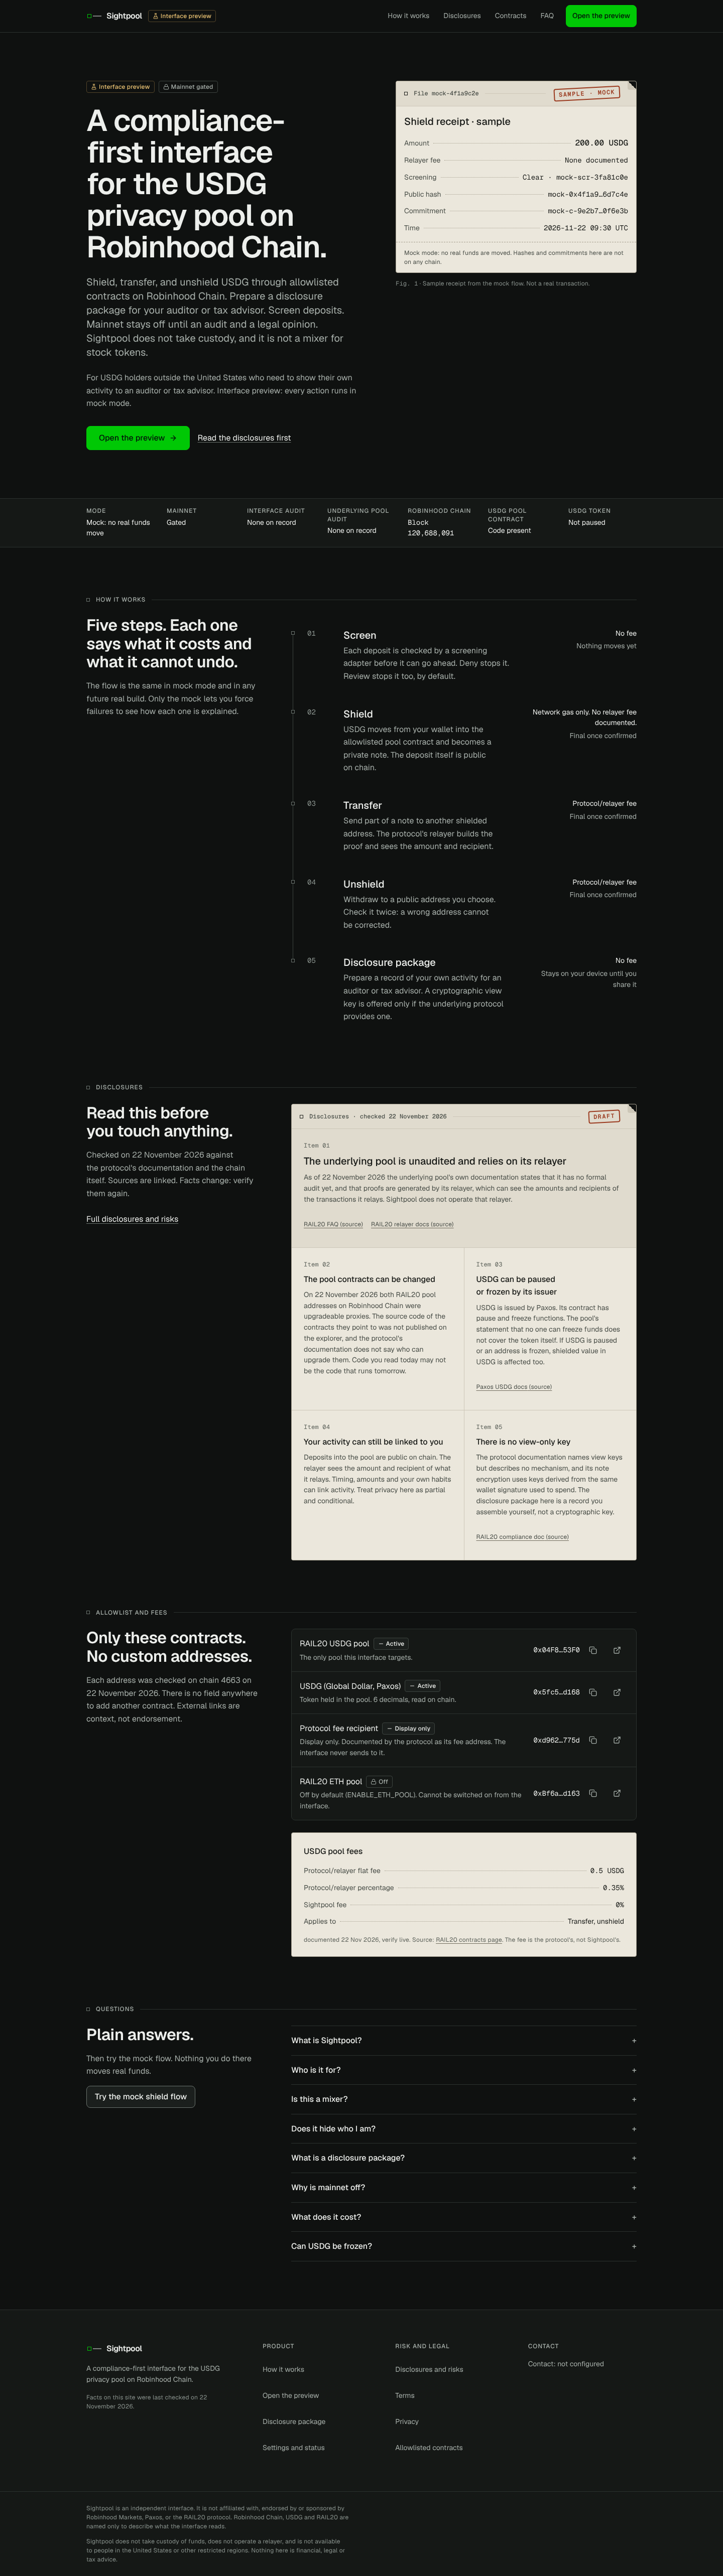 Sightpool
Interface preview
How it works
Disclosures
Contracts
FAQ
Open the preview
Interface preview
Mainnet gated
A compliance-
first interface
for the USDG
privacy pool on
Robinhood Chain.
Shield, transfer, and unshield USDG through allowlisted
contracts on Robinhood Chain. Prepare a disclosure
package for your auditor or tax advisor. Screen deposits.
Mainnet stays off until an audit and a legal opinion.
Sightpool does not take custody, and it is not a mixer for
stock tokens.
For USDG holders outside the United States who need to show their own
activity to an auditor or tax advisor. Interface preview: every action runs in
mock mode.
Open the preview →
Read the disclosures first
File mock-4f1a9c2e
SAMPLE · MOCK
Shield receipt · sample
Amount 200.00 USDG
Relayer fee None documented
Screening Clear · mock-scr-3fa81c0e
Public hash mock-0x4f1a9…6d7c4e
Commitment mock-c-9e2b7…0f6e3b
Time 2026-11-22 09:30 UTC
Mock mode: no real funds are moved. Hashes and commitments here are not
on any chain.
Fig. 1 · Sample receipt from the mock flow. Not a real transaction.
MODE
Mock: no real funds
move
MAINNET
Gated
INTERFACE AUDIT
None on record
UNDERLYING POOL
AUDIT
None on record
ROBINHOOD CHAIN
Block
120,688,091
USDG POOL
CONTRACT
Code present
USDG TOKEN
Not paused
HOW IT WORKS
Five steps. Each one
says what it costs and
what it cannot undo.
The flow is the same in mock mode and in any
future real build. Only the mock lets you force
failures to see how each one is explained.
01
Screen
Each deposit is checked by a screening
adapter before it can go ahead. Deny stops it.
Review stops it too, by default.
No fee
Nothing moves yet
02
Shield
USDG moves from your wallet into the
allowlisted pool contract and becomes a
private note. The deposit itself is public
on chain.
Network gas only. No relayer fee
documented.
Final once confirmed
03
Transfer
Send part of a note to another shielded
address. The protocol's relayer builds the
proof and sees the amount and recipient.
Protocol/relayer fee
Final once confirmed
04
Unshield
Withdraw to a public address you choose.
Check it twice: a wrong address cannot
be corrected.
Protocol/relayer fee
Final once confirmed
05
Disclosure package
Prepare a record of your own activity for an
auditor or tax advisor. A cryptographic view
key is offered only if the underlying protocol
provides one.
No fee
Stays on your device until you
share it
DISCLOSURES
Read this before
you touch anything.
Checked on 22 November 2026 against
the protocol's documentation and the chain
itself. Sources are linked. Facts change: verify
them again.
Full disclosures and risks
Disclosures · checked 22 November 2026
DRAFT
Item 01
The underlying pool is unaudited and relies on its relayer
As of 22 November 2026 the underlying pool's own documentation states that it has no formal
audit yet, and that proofs are generated by its relayer, which can see the amounts and recipients of
the transactions it relays. Sightpool does not operate that relayer.
RAIL20 FAQ (source)
RAIL20 relayer docs (source)
Item 02
The pool contracts can be changed
On 22 November 2026 both RAIL20 pool
addresses on Robinhood Chain were
upgradeable proxies. The source code of the
contracts they point to was not published on
the explorer, and the protocol's
documentation does not say who can
upgrade them. Code you read today may not
be the code that runs tomorrow.
Item 03
USDG can be paused
or frozen by its issuer
USDG is issued by Paxos. Its contract has
pause and freeze functions. The pool's
statement that no one can freeze funds does
not cover the token itself. If USDG is paused
or an address is frozen, shielded value in
USDG is affected too.
Paxos USDG docs (source)
Item 04
Your activity can still be linked to you
Deposits into the pool are public on chain. The
relayer sees the amount and recipient of what
it relays. Timing, amounts and your own habits
can link activity. Treat privacy here as partial
and conditional.
Item 05
There is no view-only key
The protocol documentation names view keys
but describes no mechanism, and its note
encryption uses keys derived from the same
wallet signature used to spend. The
disclosure package here is a record you
assemble yourself, not a cryptographic key.
RAIL20 compliance doc (source)
ALLOWLIST AND FEES
Only these contracts.
No custom addresses.
Each address was checked on chain 4663 on
22 November 2026. There is no field anywhere
to add another contract. External links are
context, not endorsement.
RAIL20 USDG pool
Active
The only pool this interface targets.
0x04F8…53F0
USDG (Global Dollar, Paxos)
Active
Token held in the pool. 6 decimals, read on chain.
0x5fc5…d168
Protocol fee recipient
Display only
Display only. Documented by the protocol as its fee address. The
interface never sends to it.
0xd962…775d
RAIL20 ETH pool
Off
Off by default (ENABLE_ETH_POOL). Cannot be switched on from the
interface.
0xBf6a…d163
USDG pool fees
Protocol/relayer flat fee 0.5 USDG
Protocol/relayer percentage 0.35%
Sightpool fee 0%
Applies to Transfer, unshield
documented 22 Nov 2026, verify live. Source: RAIL20 contracts page. The fee is the protocol's, not Sightpool's.
QUESTIONS
Plain answers.
Then try the mock flow. Nothing you do there
moves real funds.
Try the mock shield flow
What is Sightpool? +
Who is it for? +
Is this a mixer? +
Does it hide who I am? +
What is a disclosure package? +
Why is mainnet off? +
What does it cost? +
Can USDG be frozen? +
Sightpool
A compliance-first interface for the USDG
privacy pool on Robinhood Chain.
Facts on this site were last checked on 22
November 2026.
PRODUCT
How it works
Open the preview
Disclosure package
Settings and status
RISK AND LEGAL
Disclosures and risks
Terms
Privacy
Allowlisted contracts
CONTACT
Contact: not configured
Sightpool is an independent interface. It is not affiliated with, endorsed by or sponsored by
Robinhood Markets, Paxos, or the RAIL20 protocol. Robinhood Chain, USDG and RAIL20 are
named only to describe what the interface reads.
Sightpool does not take custody of funds, does not operate a relayer, and is not available
to people in the United States or other restricted regions. Nothing here is financial, legal or
tax advice.